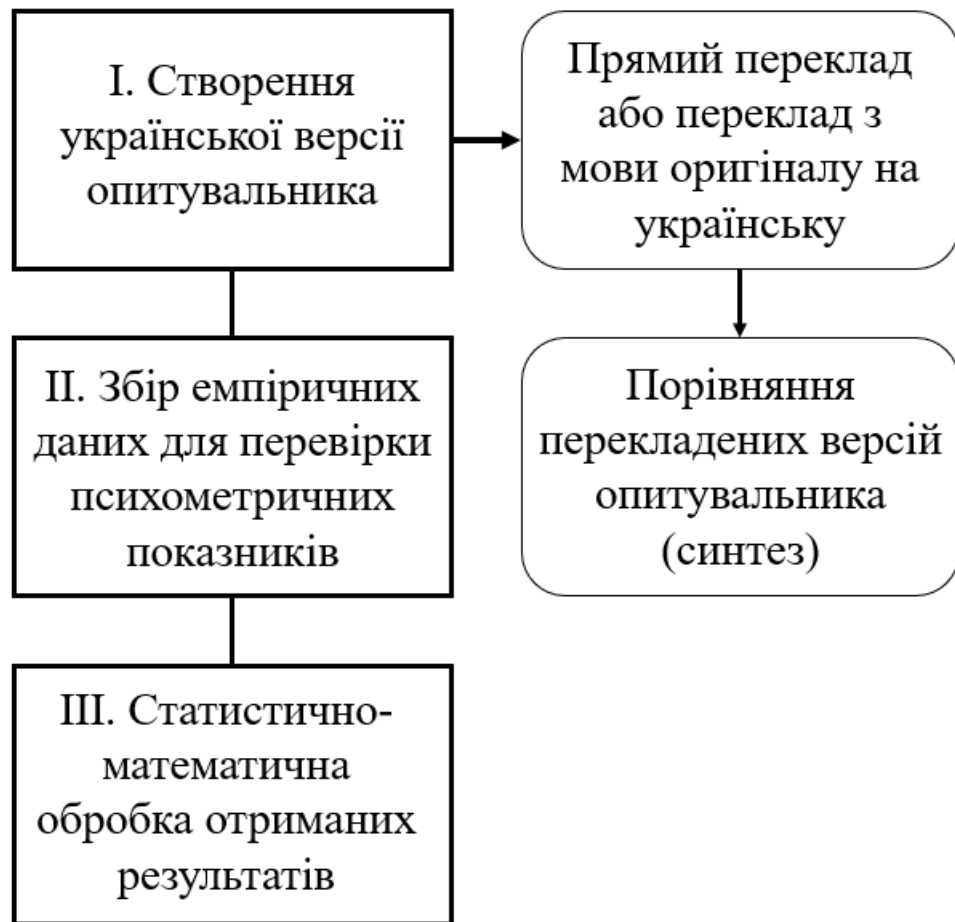 І. Створення
української версії
опитувальника
Прямий переклад
або переклад з
мови оригіналу на
українську
ІІ. Збір емпіричних
даних для перевірки
психометричних
показників
Порівняння
перекладених версій
опитувальника
(синтез)
ІІІ. Статистично-
математична
обробка отриманих
результатів